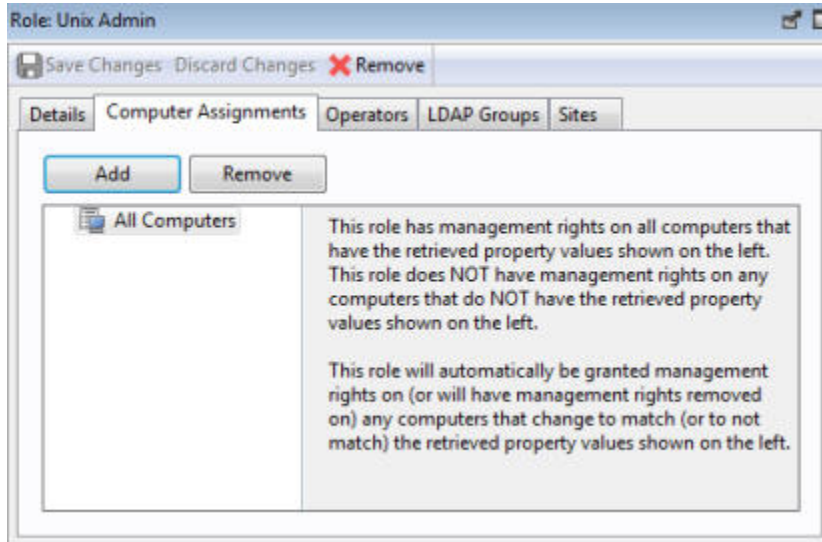 Role: Unix Admin
Save Changes Discard Changes Remove
Details Computer Assignments Operators LDAP Groups Sites
Add Remove
All Computers
This role has management rights on all computers that
have the retrieved property values shown on the left.
This role does NOT have management rights on any
computers that do NOT have the retrieved property
values shown on the left.
This role will automatically be granted management
rights on (or will have management rights removed
on) any computers that change to match (or to not
match) the retrieved property values shown on the left.